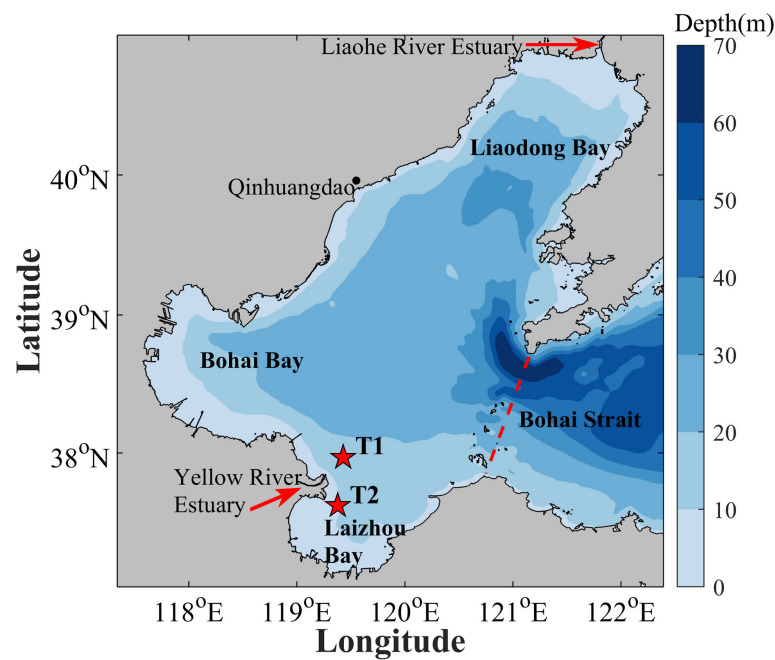 Depth(m)
Liaohe River Estuary
70
60
50
40
30
20
10
0
Liaodong Bay
40°N
Qinhuangdao
39°N
Bohai Bay
Bohai Strait
38°N
T1
Yellow River
Estuary
T2
Laizhou
Bay
118°E
119°E
120°E
121°E
122°E
Latitude
Longitude